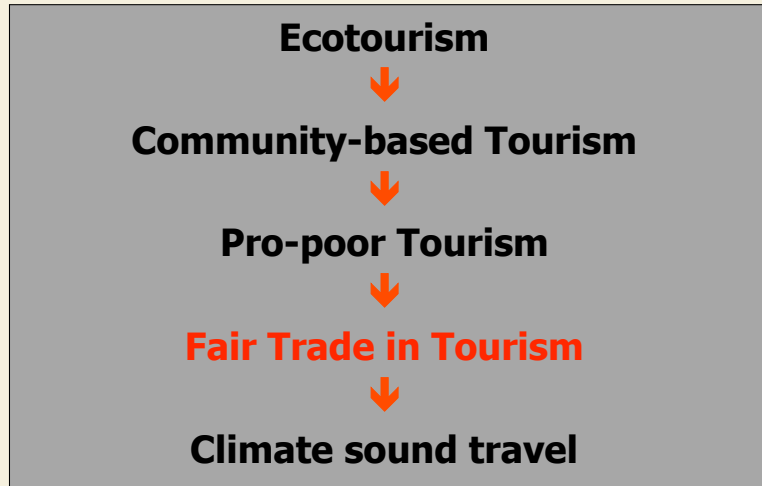 Ecotourism
Community-based Tourism
Pro-poor Tourism
Fair Trade in Tourism
Climate sound travel